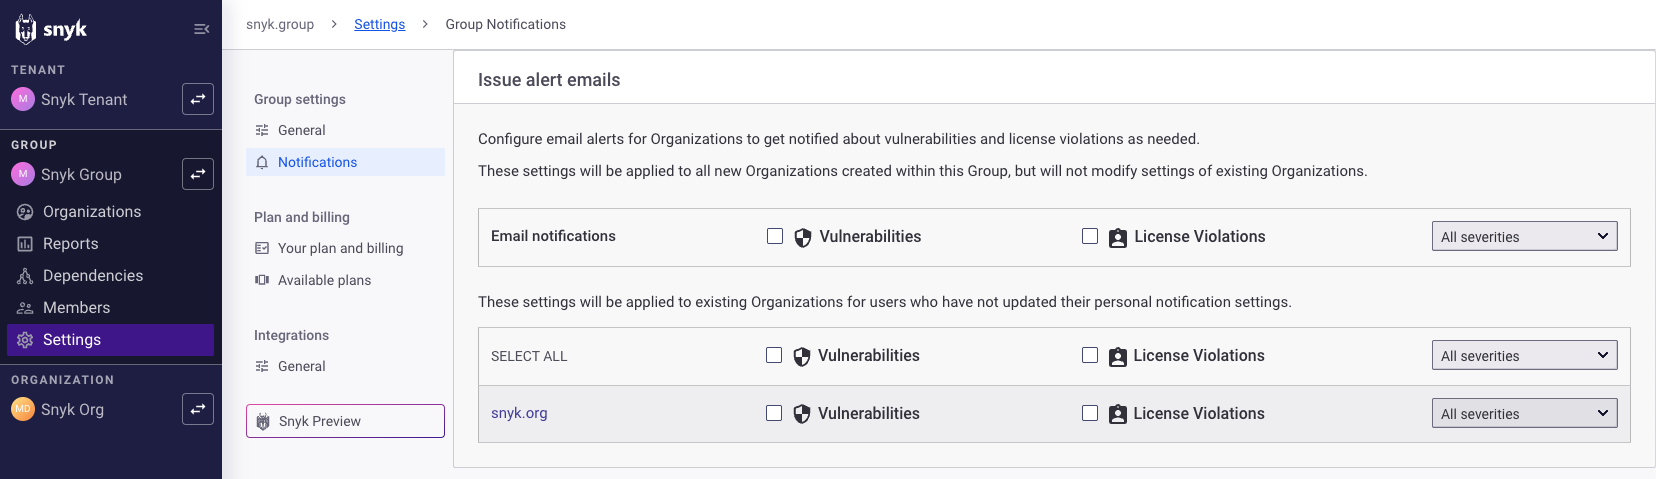 snyk
TENANT
M Snyk Tenant
GROUP
M Snyk Group
Organizations
Reports
Dependencies
Members
Settings
ORGANIZATION
MD Snyk Org
snyk.group > Settings > Group Notifications
Group settings
General
Notifications
Plan and billing
Your plan and billing
Available plans
Integrations
General
Snyk Preview
Issue alert emails
Configure email alerts for Organizations to get notified about vulnerabilities and license violations as needed.
These settings will be applied to all new Organizations created within this Group, but will not modify settings of existing Organizations.
Email notifications Vulnerabilities License Violations All severities
These settings will be applied to existing Organizations for users who have not updated their personal notification settings.
SELECT ALL Vulnerabilities License Violations All severities
snyk.org Vulnerabilities License Violations All severities